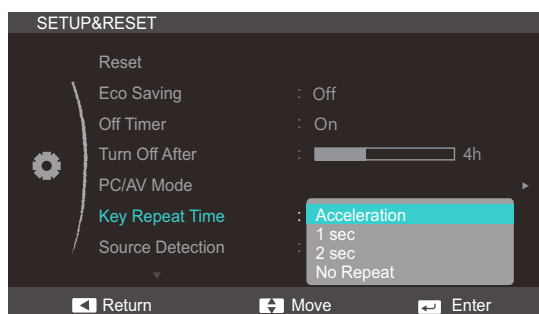 SETUP&RESET
Reset
Eco Saving : Off
Off Timer : On
Turn Off After : 4h
PC/AV Mode
Key Repeat Time : Acceleration
1 sec
Source Detection : 2 sec
No Repeat
Return Move Enter